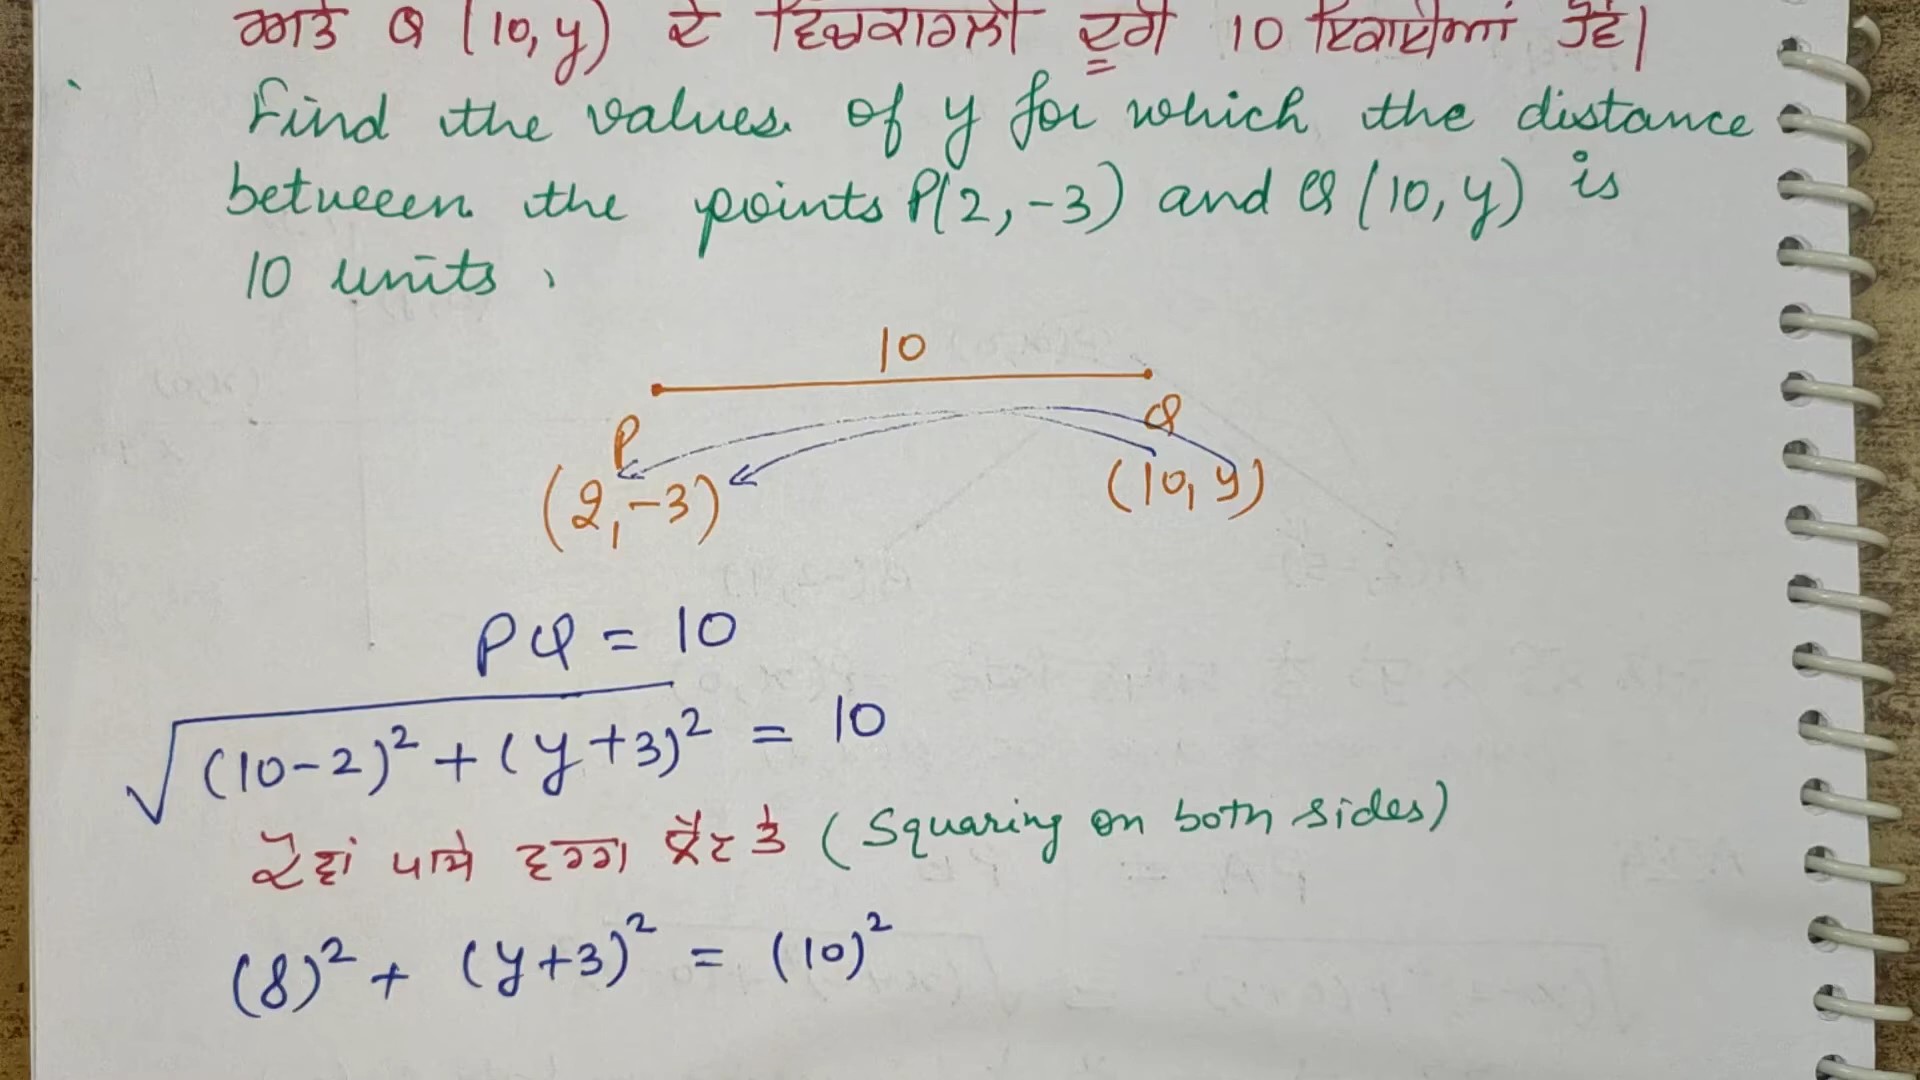 ਅਤੇ Q (10, y) ਦੇ ਵਿਚਕਾਰਲੀ ਦੂਰੀ 10 ਇਕਾਈਆਂ ਹੋਵੇ।
Find the values of y for which the distance
betweeen the points P(2, -3) and Q (10, y) is
10 units.
10
P Q
(2, -3) (10, y)
PQ = 10
√(10-2)² + (y+3)² = 10
ਦੋਵਾਂ ਪਾਸੇ ਵਰਗ ਕਰਣ ਤੇ (Squaring on both sides)
(8)² + (y+3)² = (10)²